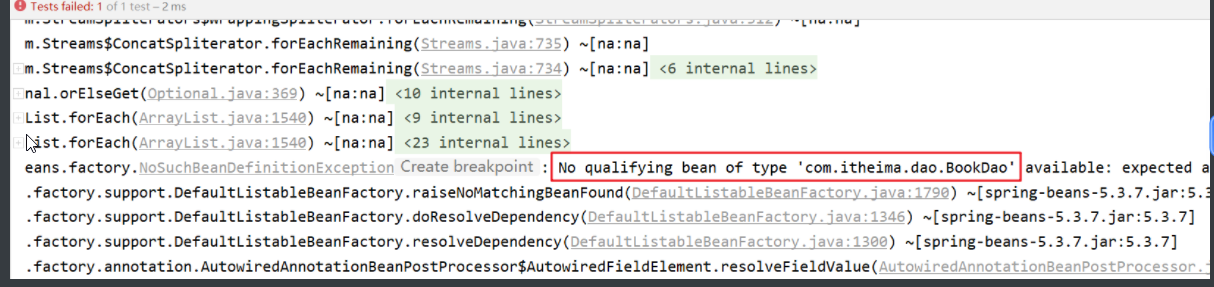 Tests failed: 1 of 1 test – 2 ms
m.StreamSpliterators$WrappingSpliterator.forEachRemaining(StreamSpliterators.java:312) ~[na:na]
m.Streams$ConcatSpliterator.forEachRemaining(Streams.java:735) ~[na:na]
m.Streams$ConcatSpliterator.forEachRemaining(Streams.java:734) ~[na:na] <6 internal lines>
nal.orElseGet(Optional.java:369) ~[na:na] <10 internal lines>
List.forEach(ArrayList.java:1540) ~[na:na] <9 internal lines>
List.forEach(ArrayList.java:1540) ~[na:na] <23 internal lines>
eans.factory.NoSuchBeanDefinitionException Create breakpoint : No qualifying bean of type 'com.itheima.dao.BookDao' available: expected a
.factory.support.DefaultListableBeanFactory.raiseNoMatchingBeanFound(DefaultListableBeanFactory.java:1790) ~[spring-beans-5.3.7.jar:5.3
.factory.support.DefaultListableBeanFactory.doResolveDependency(DefaultListableBeanFactory.java:1346) ~[spring-beans-5.3.7.jar:5.3.7]
.factory.support.DefaultListableBeanFactory.resolveDependency(DefaultListableBeanFactory.java:1300) ~[spring-beans-5.3.7.jar:5.3.7]
.factory.annotation.AutowiredAnnotationBeanPostProcessor$AutowiredFieldElement.resolveFieldValue(AutowiredAnnotationBeanPostProcessor.j